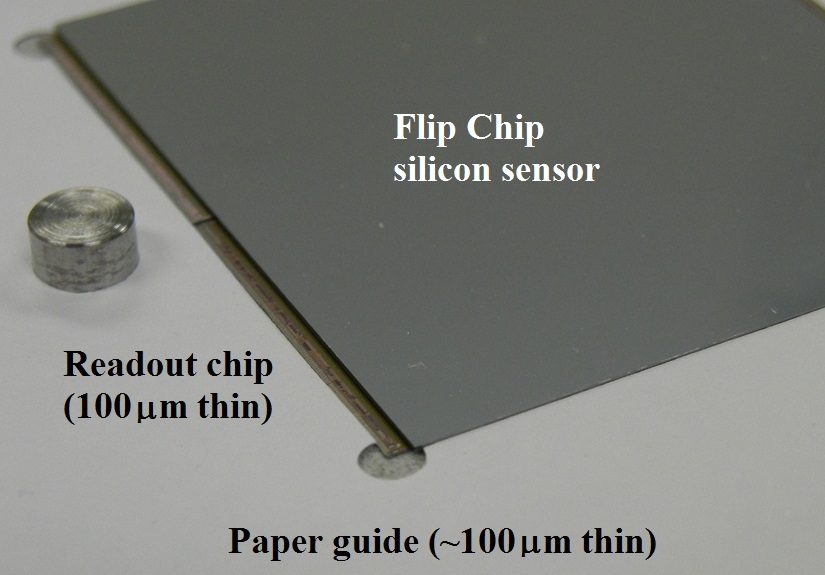 Flip Chip
silicon sensor
Readout chip
(100μm thin)
Paper guide (~100μm thin)